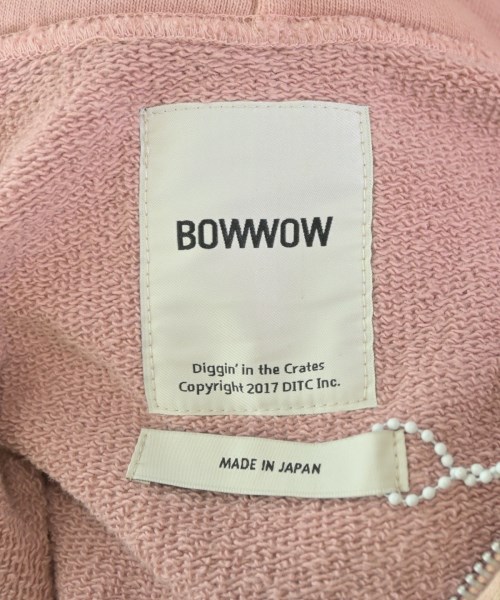 BOWWOW
Diggin' in the Crates
Copyright 2017 DITC Inc.
MADE IN JAPAN